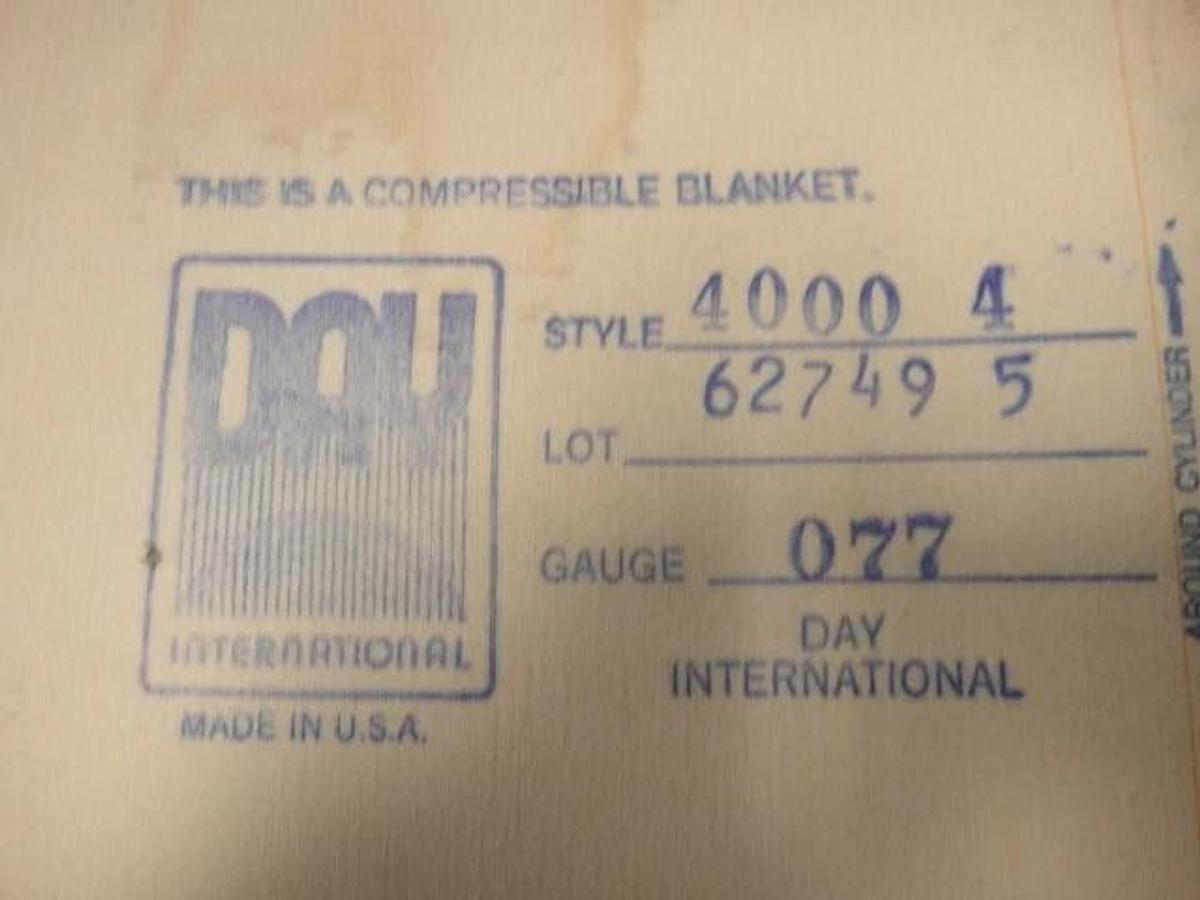 THIS IS A COMPRESSIBLE BLANKET.
DAY
INTERNATIONAL
MADE IN U.S.A.
STYLE 4000 4
62749 5
LOT
GAUGE 077
DAY
INTERNATIONAL
AROUND CYLINDER